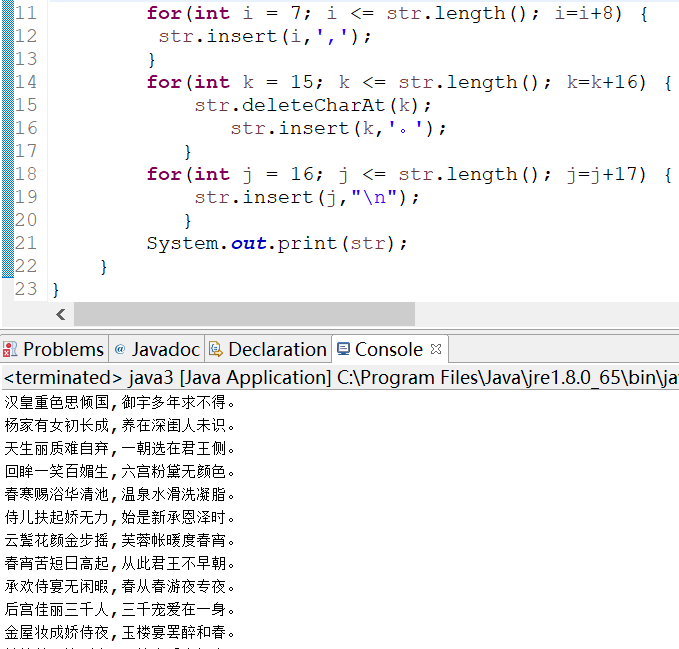 11 for(int i = 7; i <= str.length(); i=i+8) {
12 str.insert(i,',');
13 }
14 for(int k = 15; k <= str.length(); k=k+16) {
15 str.deleteCharAt(k);
16 str.insert(k,'。');
17 }
18 for(int j = 16; j <= str.length(); j=j+17) {
19 str.insert(j,"\n");
20 }
21 System.out.print(str);
22 }
23 }
Problems @ Javadoc Declaration Console
<terminated> java3 [Java Application] C:\Program Files\Java\jre1.8.0_65\bin\jav
汉皇重色思倾国,御宇多年求不得。
杨家有女初长成,养在深闺人未识。
天生丽质难自弃,一朝选在君王侧。
回眸一笑百媚生,六宫粉黛无颜色。
春寒赐浴华清池,温泉水滑洗凝脂。
侍儿扶起娇无力,始是新承恩泽时。
云鬓花颜金步摇,芙蓉帐暖度春宵。
春宵苦短日高起,从此君王不早朝。
承欢侍宴无闲暇,春从春游夜专夜。
后宫佳丽三千人,三千宠爱在一身。
金屋妆成娇侍夜,玉楼宴罢醉和春。